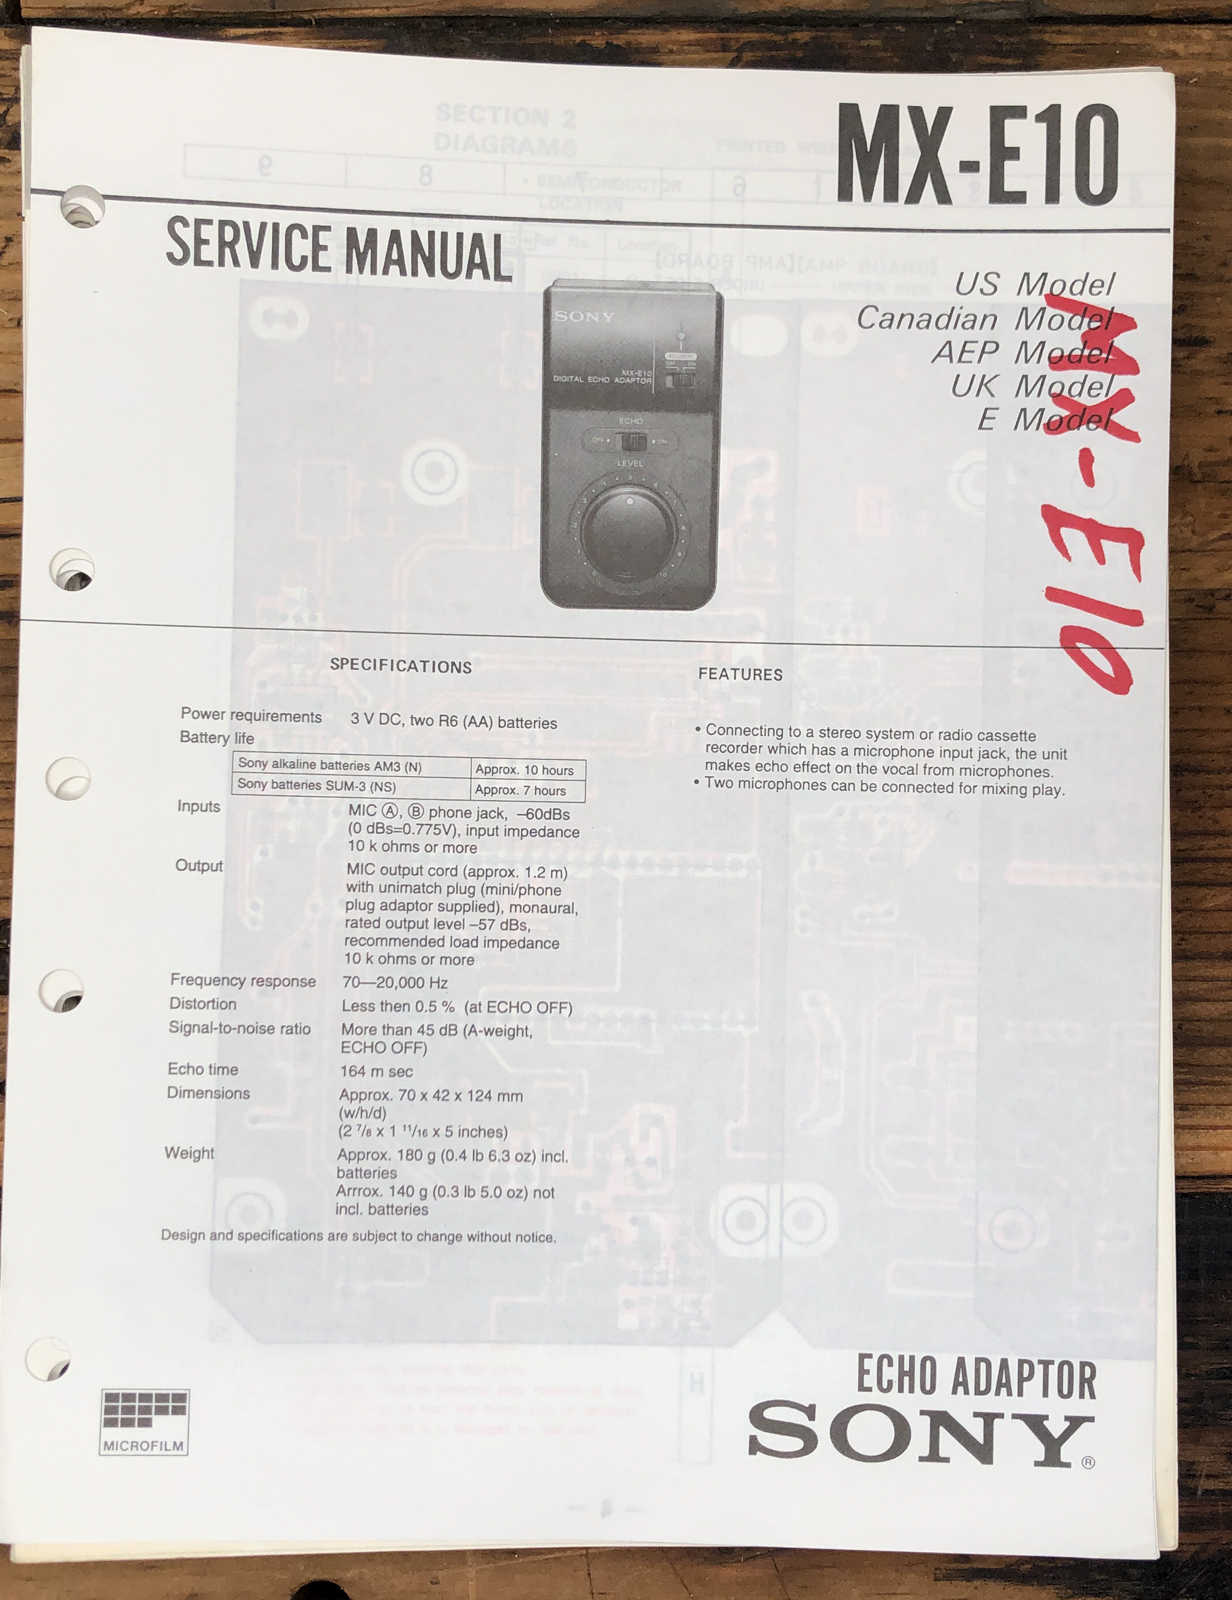 MX-E10
SERVICE MANUAL
US Model
Canadian Model
AEP Model
UK Model
E Model
MX-E10
SONY
POWER
OFF ON
MX-E10
DIGITAL ECHO ADAPTOR
ECHO
OFF • • ON
LEVEL
SPECIFICATIONS
Power requirements 3 V DC, two R6 (AA) batteries
Battery life
Sony alkaline batteries AM3 (N) Approx. 10 hours
Sony batteries SUM-3 (NS) Approx. 7 hours
Inputs MIC Ⓐ, Ⓑ phone jack, –60dBs
(0 dBs=0.775V), input impedance
10 k ohms or more
Output MIC output cord (approx. 1.2 m)
with unimatch plug (mini/phone
plug adaptor supplied), monaural,
rated output level –57 dBs,
recommended load impedance
10 k ohms or more
Frequency response 70—20,000 Hz
Distortion Less then 0.5 % (at ECHO OFF)
Signal-to-noise ratio More than 45 dB (A-weight,
ECHO OFF)
Echo time 164 m sec
Dimensions Approx. 70 x 42 x 124 mm
(w/h/d)
(2 7/8 x 1 11/16 x 5 inches)
Weight Approx. 180 g (0.4 lb 6.3 oz) incl.
batteries
Arrrox. 140 g (0.3 lb 5.0 oz) not
incl. batteries
Design and specifications are subject to change without notice.
FEATURES
• Connecting to a stereo system or radio cassette
recorder which has a microphone input jack, the unit
makes echo effect on the vocal from microphones.
• Two microphones can be connected for mixing play.
MICROFILM
ECHO ADAPTOR
SONY®
SECTION 2
DIAGRAMS